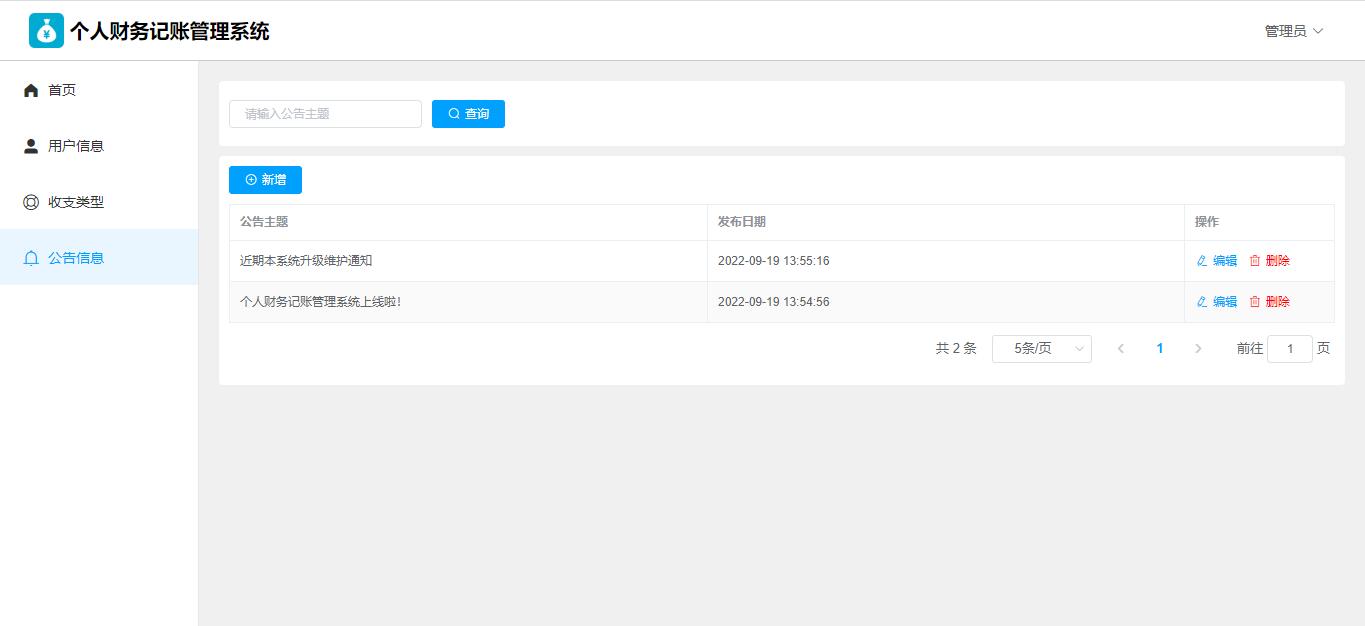 个人财务记账管理系统
管理员
首页
用户信息
收支类型
公告信息
请输入公告主题
查询
新增
公告主题 发布日期 操作
近期本系统升级维护通知 2022-09-19 13:55:16 编辑 删除
个人财务记账管理系统上线啦! 2022-09-19 13:54:56 编辑 删除
共 2 条 5条/页 1 前往 1 页